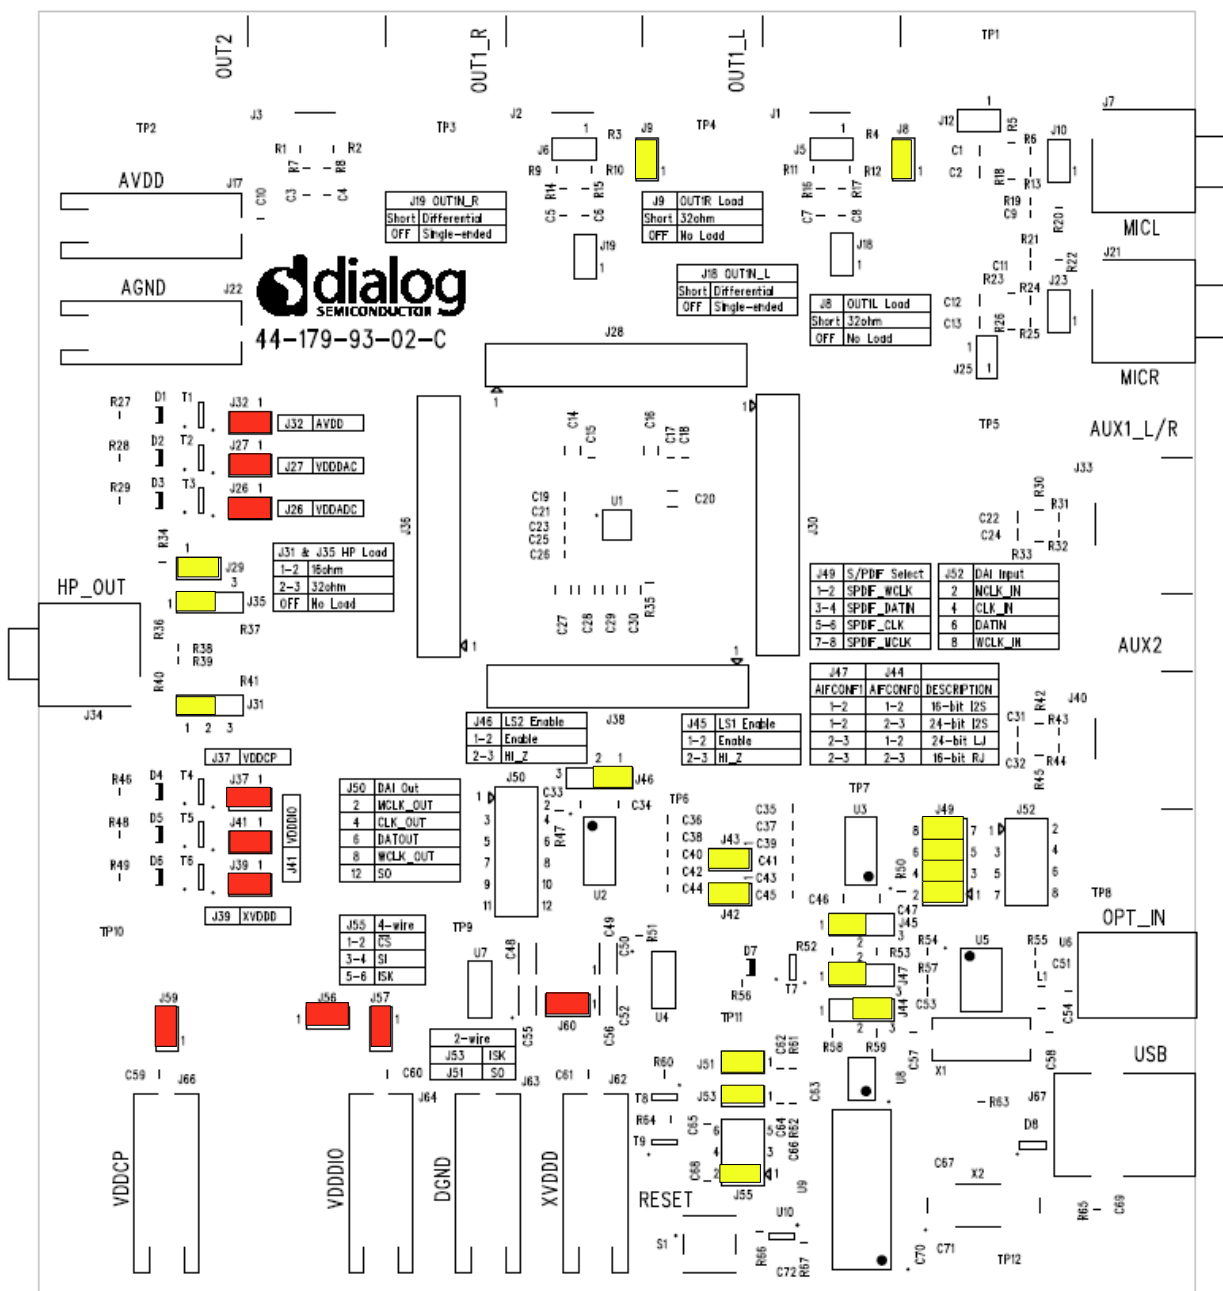 OUT2
OUT1_R
OUT1_L
TP1
J3
J2
J1
J12
J7
TP2
TP3
TP4
R1
R2
R7
R8
J6
R3
J9
R9
R10
J5
R4
J8
R11
R12
C1
C2
R5
R6
J10
R18
R13
AVDD
J17
C10
C3
C4
R14
R15
C5
C6
R16
R17
C7
C8
R19
C9
R20
MICL
J19 OUT1N_R
Short Differential
OFF Single-ended
J9 OUT1R Load
Short 32ohm
OFF No Load
J19
J18
R21
C11
R22
J21
AGND
J22
dialog
SEMICONDUCTOR
44-179-93-02-C
J18 OUT1N_L
Short Differential
OFF Single-ended
J8 OUT1L Load
Short 32ohm
OFF No Load
R23
R24
J23
C12
C13
R26
R25
J25
MICR
J28
R27
D1
T1
J32 1
J32 AVDD
R28
D2
T2
J27 1
J27 VDDDAC
R29
D3
T3
J26 1
J26 VDDADC
C14
C15
C16
C17
C18
TP5
AUX1_L/R
J33
J36
C19
C21
C23
C25
C26
U1
C20
J30
C22
C24
R30
R31
R33
R32
R34
J29
J31 & J35 HP Load
1-2 16ohm
2-3 32ohm
OFF No Load
HP_OUT
J35
R36
R37
R38
R39
R40
R41
J31
1 2 3
J34
C27
C28
C29
C30
R35
J49 S/PDIF Select
1-2 SPDIF_WCLK
3-4 SPDIF_DATIN
5-6 SPDIF_CLK
7-8 SPDIF_MCLK
J52 DAI Input
2 MCLK_IN
4 CLK_IN
6 DATIN
8 WCLK_IN
AUX2
J47 J44
AIFCONF1 AIFCONF0 DESCRIPTION
1-2 1-2 16-bit I2S
1-2 2-3 24-bit I2S
2-3 1-2 24-bit LJ
2-3 2-3 16-bit RJ
C31
C32
R42
R43
R44
R45
J40
J38
J46 LS2 Enable
1-2 Enable
2-3 HI_Z
J45 LS1 Enable
1-2 Enable
2-3 HI_Z
J37 VDDCP
R46
D4
T4
J37 1
R48
D5
T5
J41 1
R49
D6
T6
J39 1
J41 VDDDIO
J39 XVDDD
J50 DAI Out
2 MCLK_OUT
4 CLK_OUT
6 DATOUT
8 WCLK_OUT
12 SO
J50
J46
C33
C34
R47
U2
TP6
C36
C38
C40
C42
C44
C35
C37
C39
C41
C43
C45
J43
J42
TP7
U3
C46
R50
J49
J52
TP8
J55 4-wire
1-2 CS
3-4 SI
5-6 ISK
TP10
TP9
U7
C48
C49
C50
R51
U4
D7
R52
R56
T7
C47
J45
R53
R54
U5
R55
R57
C53
U6
C51
L1
C54
OPT_IN
J47
J44
J59
J56
J57
J60
C55
C56
C52
2-wire
J53 ISK
J51 SO
TP11
J51
J53
C62
R61
R58
R59
C57
C58
X1
USB
C59
J66
C60
J64
J63
C61
J62
R60
T8
R64
T9
C65
C64
R62
C63
C66
C68
U8
R63
J67
D8
VDDCP
VDDDIO
DGND
XVDDD
RESET
S1
J55
U9
U10
R66
R67
C72
C67
X2
C70
C71
TP12
R65
C69